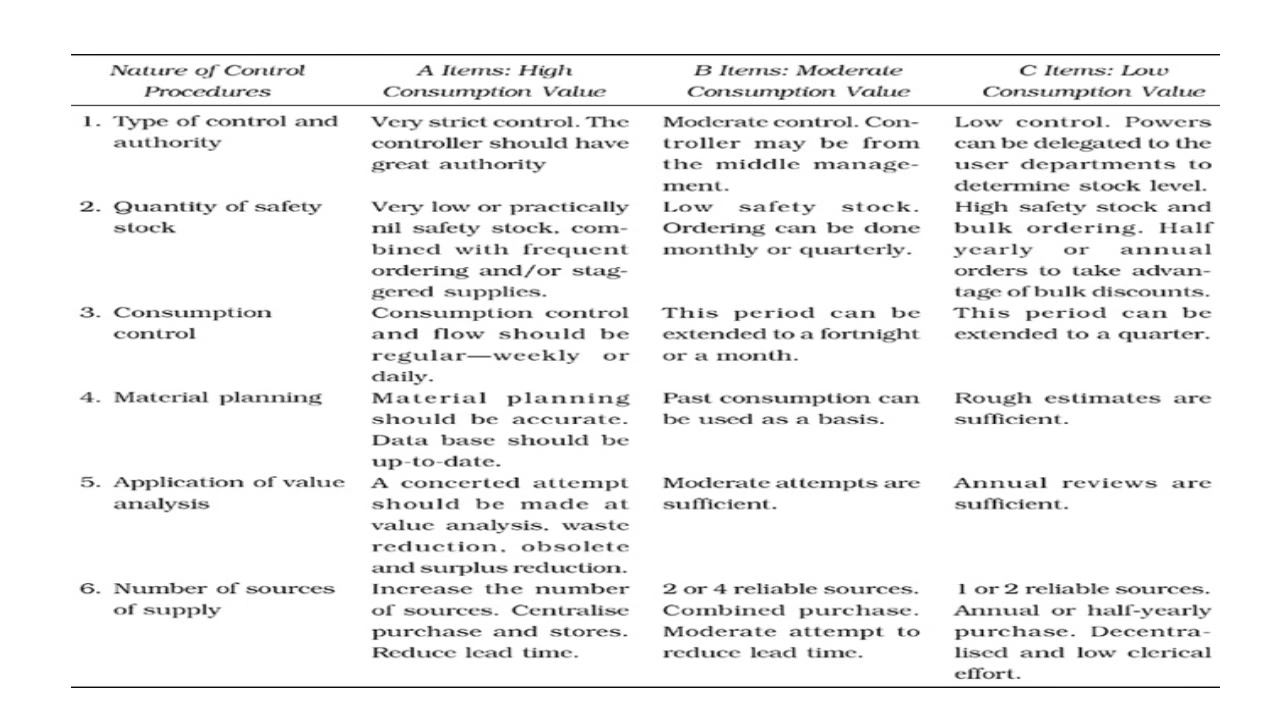 Nature of Control Procedures
A Items: High Consumption Value
B Items: Moderate Consumption Value
C Items: Low Consumption Value
1. Type of control and
authority
Very strict control. The
controller should have
great authority
Moderate control. Con-
troller may be from
the middle manage-
ment.
Low control. Powers
can be delegated to the
user departments to
determine stock level.
2. Quantity of safety
stock
Very low or practically
nil safety stock, com-
bined with frequent
ordering and/or stag-
gered supplies.
Low safety stock.
Ordering can be done
monthly or quarterly.
High safety stock and
bulk ordering. Half
yearly or annual
orders to take advan-
tage of bulk discounts.
3. Consumption
control
Consumption control
and flow should be
regular—weekly or
daily.
This period can be
extended to a fortnight
or a month.
This period can be
extended to a quarter.
4. Material planning
Material planning
should be accurate.
Data base should be
up-to-date.
Past consumption can
be used as a basis.
Rough estimates are
sufficient.
5. Application of value
analysis
A concerted attempt
should be made at
value analysis, waste
reduction, obsolete
and surplus reduction.
Moderate attempts are
sufficient.
Annual reviews are
sufficient.
6. Number of sources
of supply
Increase the number
of sources. Centralise
purchase and stores.
Reduce lead time.
2 or 4 reliable sources.
Combined purchase.
Moderate attempt to
reduce lead time.
1 or 2 reliable sources.
Annual or half-yearly
purchase. Decentra-
lised and low clerical
effort.